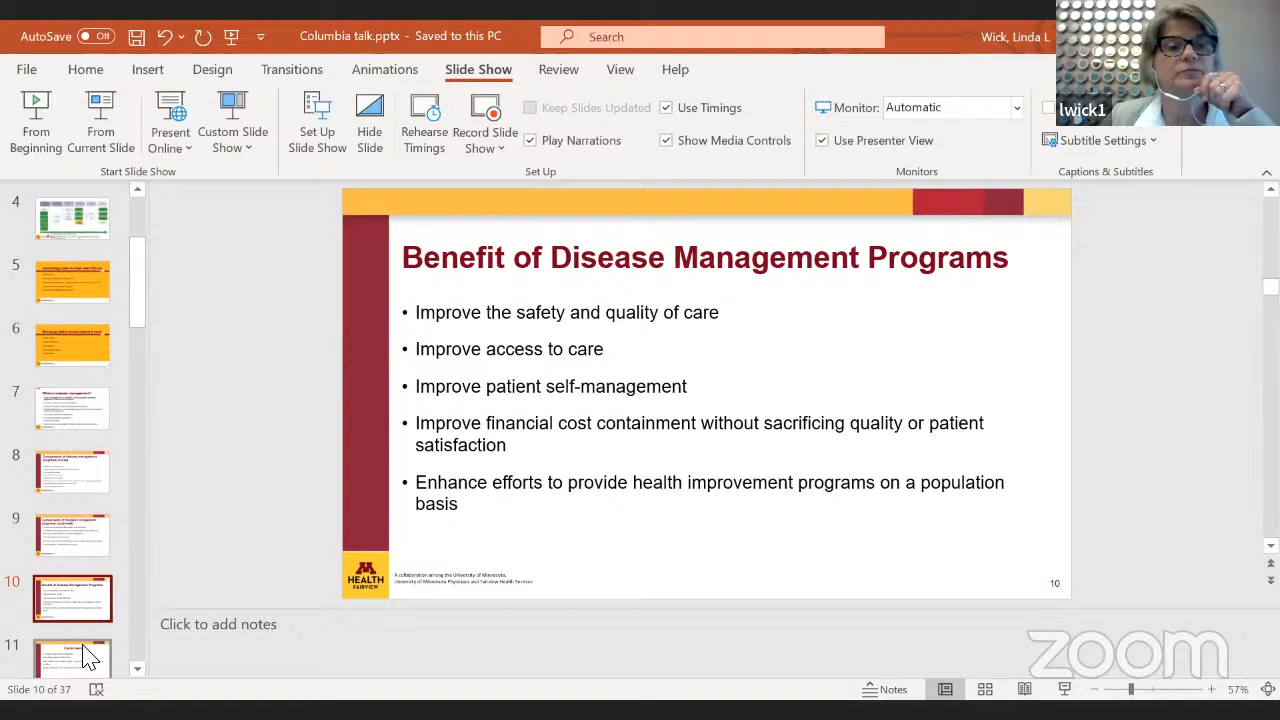 AutoSave Off Columbia talk.pptx - Saved to this PC Search Wick, Linda L
File Home Insert Design Transitions Animations Slide Show Review View Help
From Beginning
From Current Slide
Present Online
Custom Slide Show
Start Slide Show
Set Up Slide Show
Hide Slide
Rehearse Timings
Record Slide Show
Keep Slides Updated
Use Timings
Play Narrations
Show Media Controls
Set Up
Monitor: Automatic
Use Presenter View
Monitors
Subtitle Settings
Captions & Subtitles
lwick1
4
5
6
7
10
11
Benefit of Disease Management Programs
• Improve the safety and quality of care
• Improve access to care
• Improve patient self-management
• Improve financial cost containment without sacrificing quality or patient
satisfaction
• Enhance efforts to provide health improvement programs on a population
basis
M
HEALTH
FAIRVIEW
A collaboration among the University of Minnesota,
University of Minnesota Physicians and Fairview Health Services
10
Click to add notes
zoom
Slide 10 of 37 Notes 57%